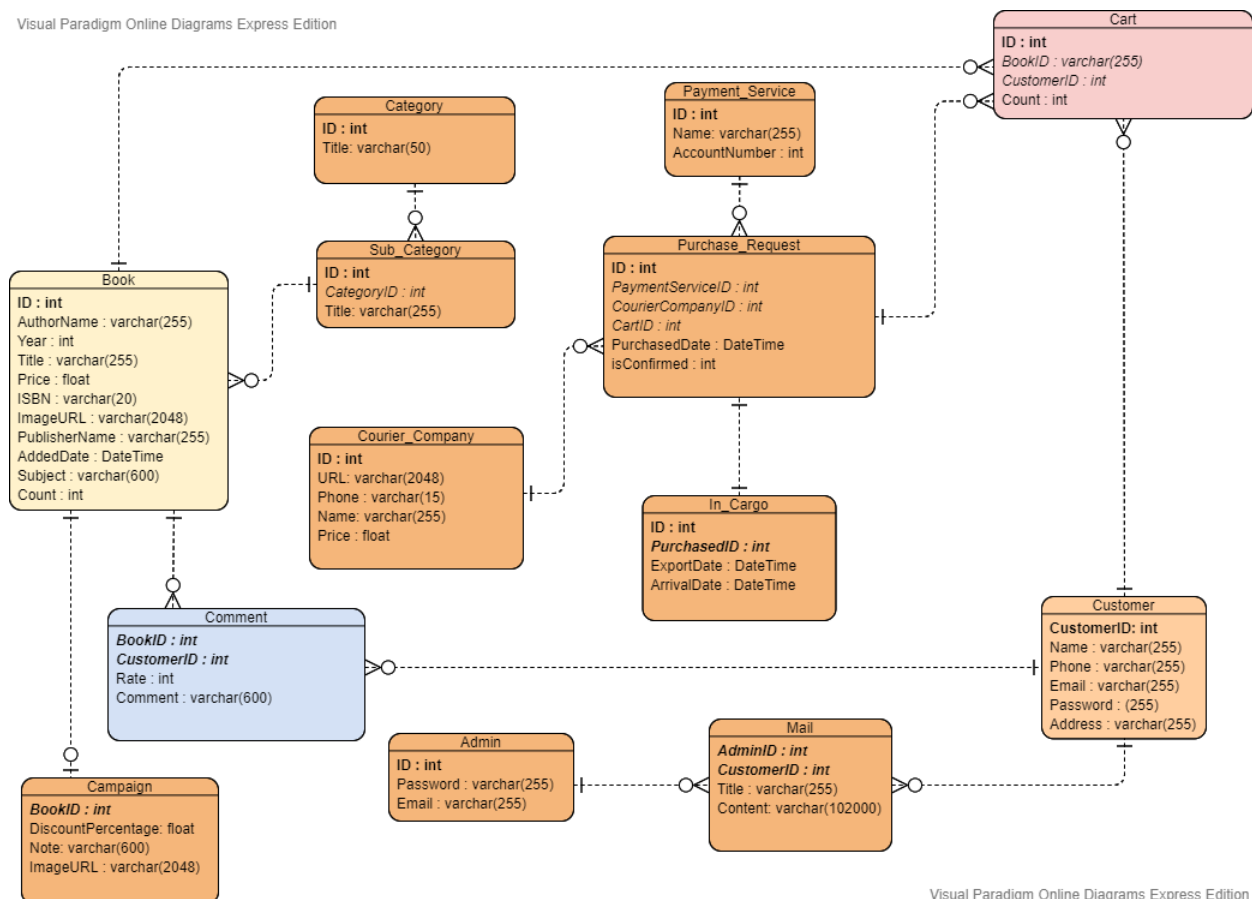 Visual Paradigm Online Diagrams Express Edition
Cart
ID : int
BookID : varchar(255)
CustomerID : int
Count : int
Payment_Service
ID : int
Name: varchar(255)
AccountNumber : int
Category
ID : int
Title: varchar(50)
Sub_Category
ID : int
CategoryID : int
Title: varchar(255)
Purchase_Request
ID : int
PaymentServiceID : int
CourierCompanyID : int
CartID : int
PurchasedDate : DateTime
isConfirmed : int
Book
ID : int
AuthorName : varchar(255)
Year : int
Title : varchar(255)
Price : float
ISBN : varchar(20)
ImageURL : varchar(2048)
PublisherName : varchar(255)
AddedDate : DateTime
Subject : varchar(600)
Count : int
Courier_Company
ID : int
URL: varchar(2048)
Phone : varchar(15)
Name: varchar(255)
Price : float
In_Cargo
ID : int
PurchasedID : int
ExportDate : DateTime
ArrivalDate : DateTime
Comment
BookID : int
CustomerID : int
Rate : int
Comment : varchar(600)
Customer
CustomerID: int
Name : varchar(255)
Phone : varchar(255)
Email : varchar(255)
Password : (255)
Address : varchar(255)
Admin
ID : int
Password : varchar(255)
Email : varchar(255)
Mail
AdminID : int
CustomerID : int
Title : varchar(255)
Content: varchar(102000)
Campaign
BookID : int
DiscountPercentage: float
Note: varchar(600)
ImageURL : varchar(2048)
Visual Paradigm Online Diagrams Express Edition